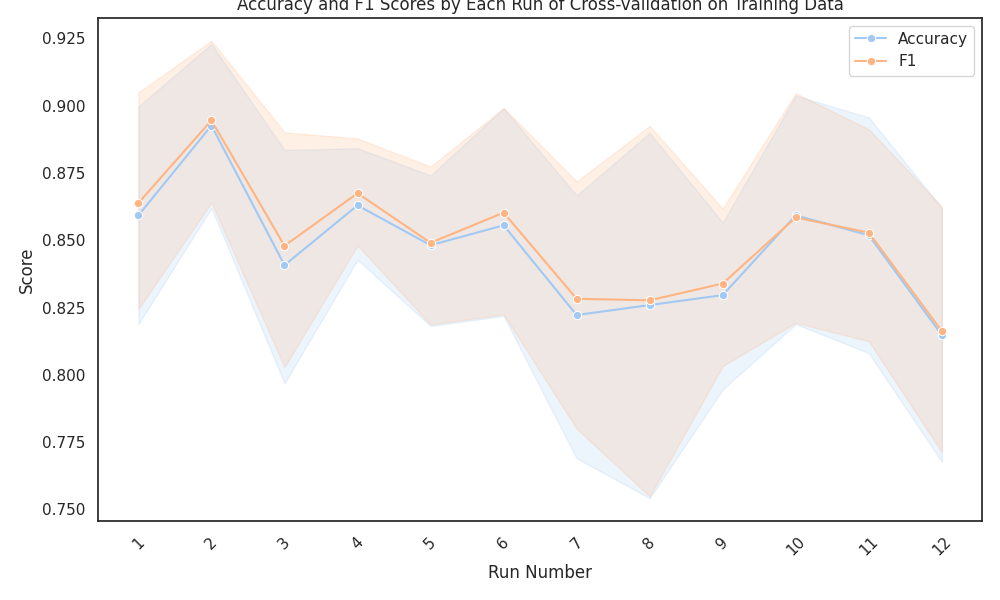 Accuracy and F1 Scores by Each Run of Cross-Validation on Training Data
Accuracy
F1
0.925
0.900
0.875
0.850
0.825
0.800
0.775
0.750
Score
1 2 3 4 5 6 7 8 9 10 11 12
Run Number